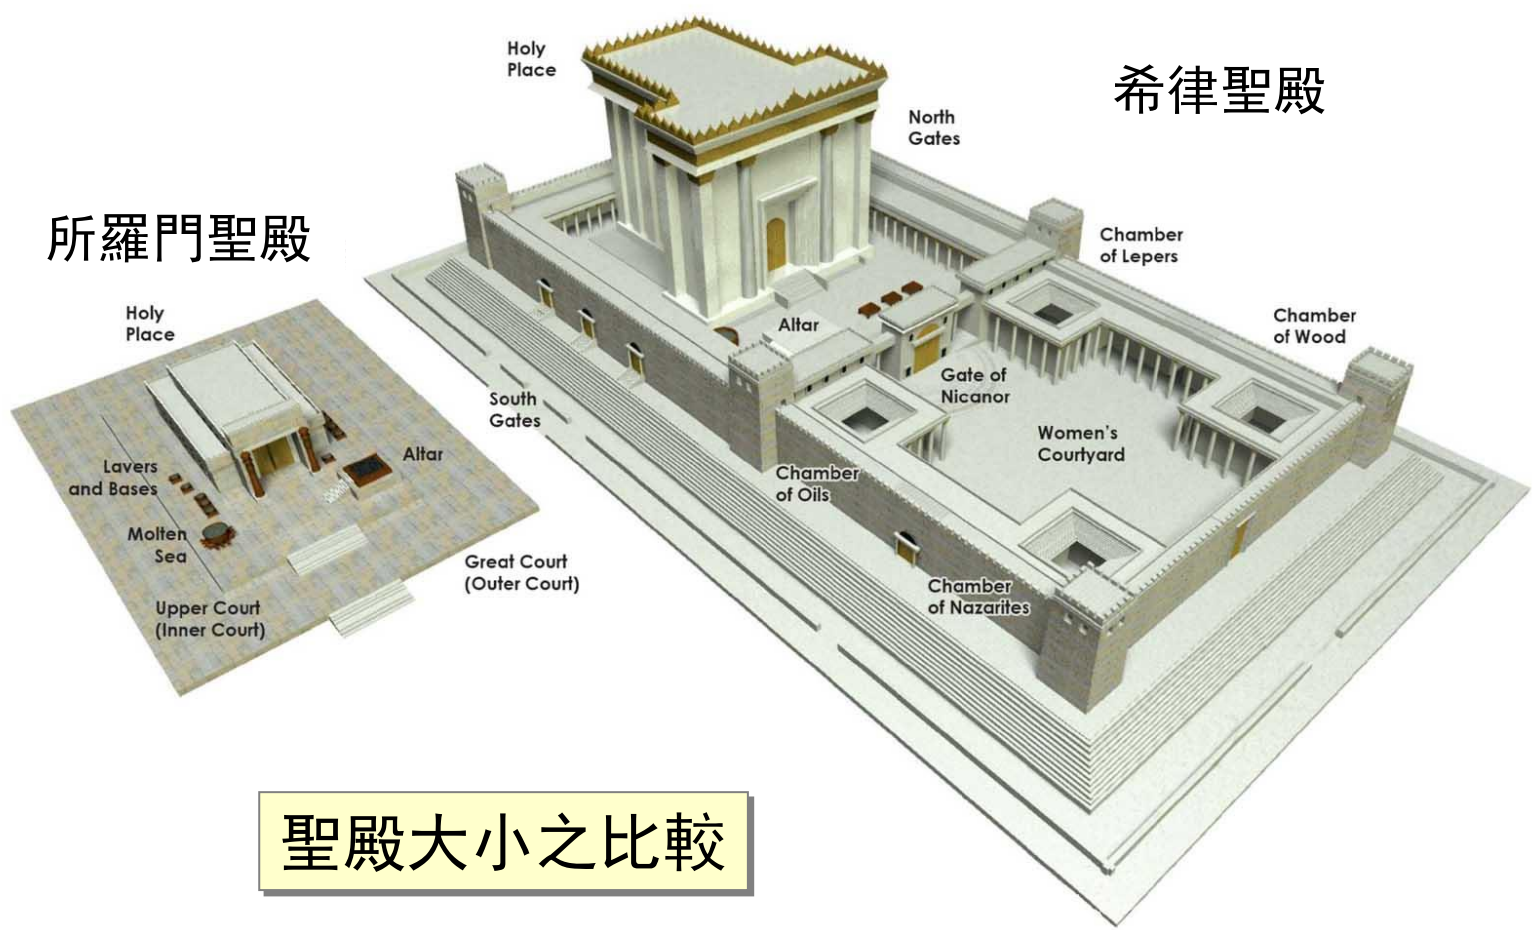 希律聖殿
Holy
Place
North
Gates
Chamber
of Lepers
Chamber
of Wood
Altar
Gate of
Nicanor
South
Gates
Women's
Courtyard
Chamber
of Oils
Chamber
of Nazarites
所羅門聖殿
Holy
Place
Lavers
and Bases
Altar
Molten
Sea
Great Court
(Outer Court)
Upper Court
(Inner Court)
聖殿大小之比較